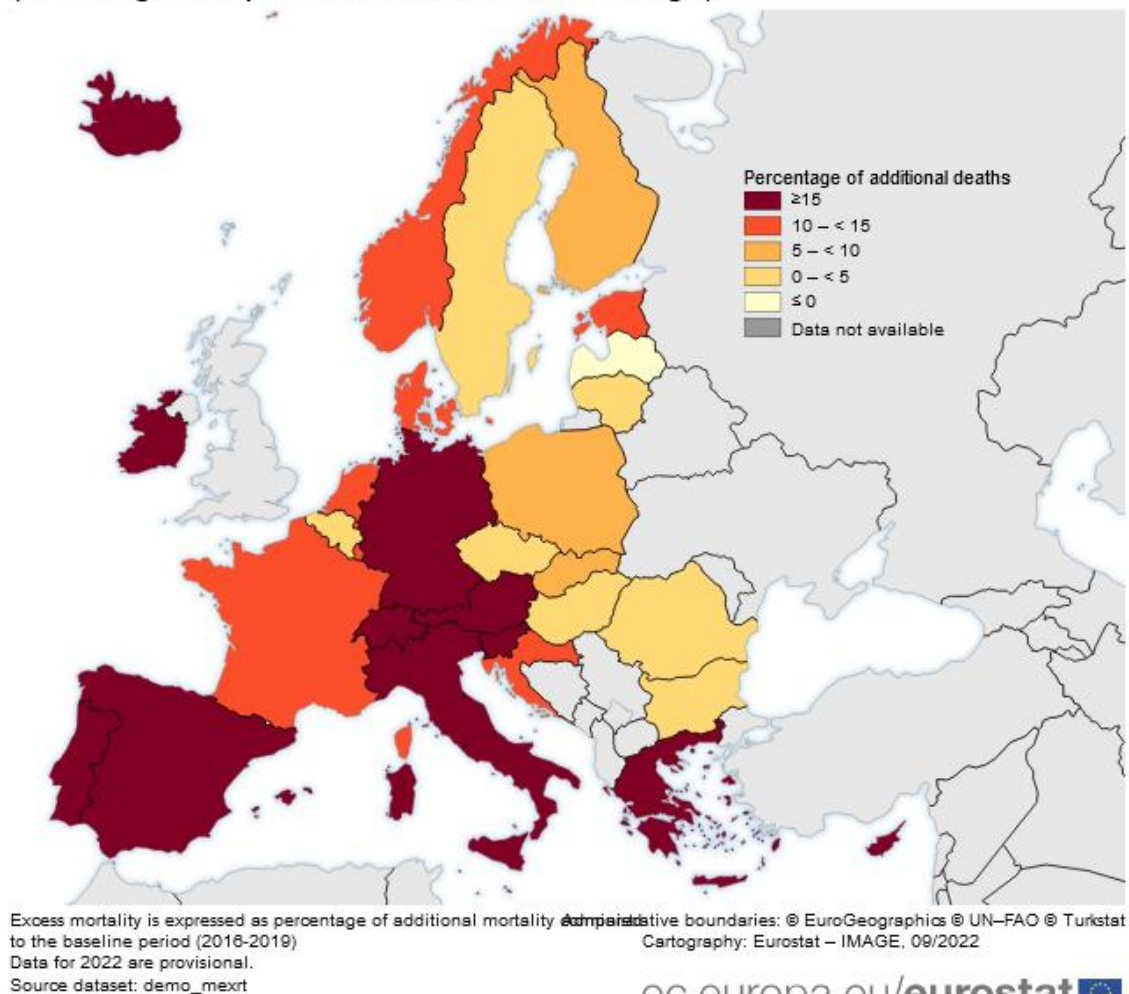 Percentage of additional deaths
≥15
10 – < 15
5 – < 10
0 – < 5
≤ 0
Data not available
Excess mortality is expressed as percentage of additional mortality
to the baseline period (2016-2019)
Data for 2022 are provisional.
Source dataset: demo_mexrt
boundaries: © EuroGeographics © UN–FAO © Turkstat
Cartography: Eurostat – IMAGE, 09/2022
ec.europa.eu/eurostat